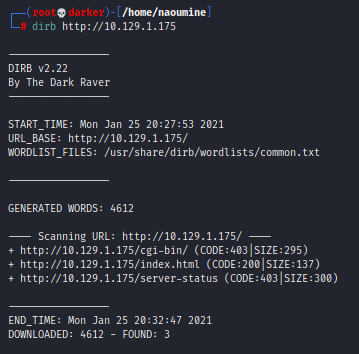 ┌──(root💀darker)-[/home/naoumine]
└─# dirb http://10.129.1.175
-----------------
DIRB v2.22
By The Dark Raver
-----------------
START_TIME: Mon Jan 25 20:27:53 2021
URL_BASE: http://10.129.1.175/
WORDLIST_FILES: /usr/share/dirb/wordlists/common.txt
-----------------
GENERATED WORDS: 4612
---- Scanning URL: http://10.129.1.175/ ----
+ http://10.129.1.175/cgi-bin/ (CODE:403|SIZE:295)
+ http://10.129.1.175/index.html (CODE:200|SIZE:137)
+ http://10.129.1.175/server-status (CODE:403|SIZE:300)
-----------------
END_TIME: Mon Jan 25 20:32:47 2021
DOWNLOADED: 4612 - FOUND: 3